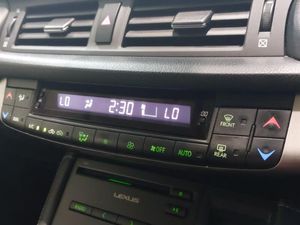 LO 2:30 LO
FRONT
OFF AUTO REAR
LEXUS